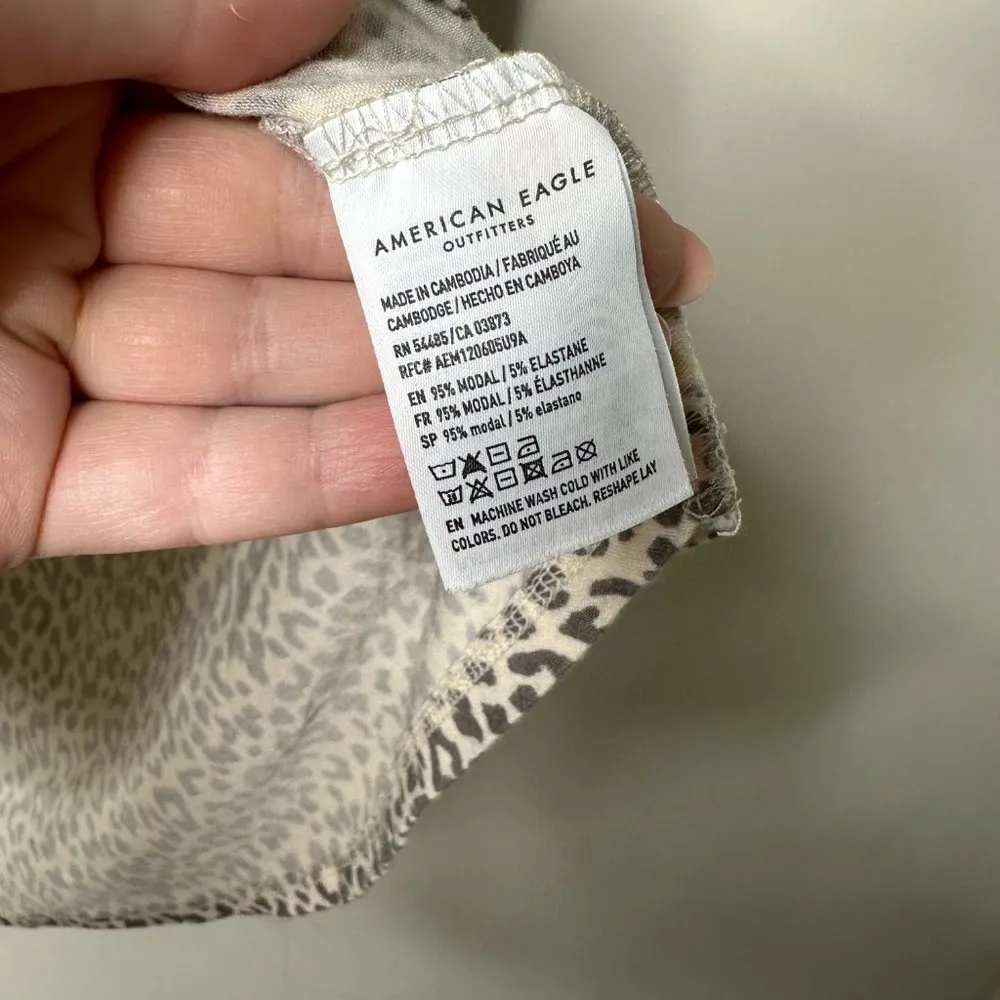 AMERICAN EAGLE
OUTFITTERS
MADE IN CAMBODIA / FABRIQUÉ AU
CAMBODGE / HECHO EN CAMBOYA
RN 54485/CA 03873
RFC# AEM120605U9A
EN 95% MODAL / 5% ELASTANE
FR 95% MODAL / 5% ÉLASTHANNE
SP 95% modal / 5% elastano
EN MACHINE WASH COLD WITH LIKE
COLORS. DO NOT BLEACH. RESHAPE LAY